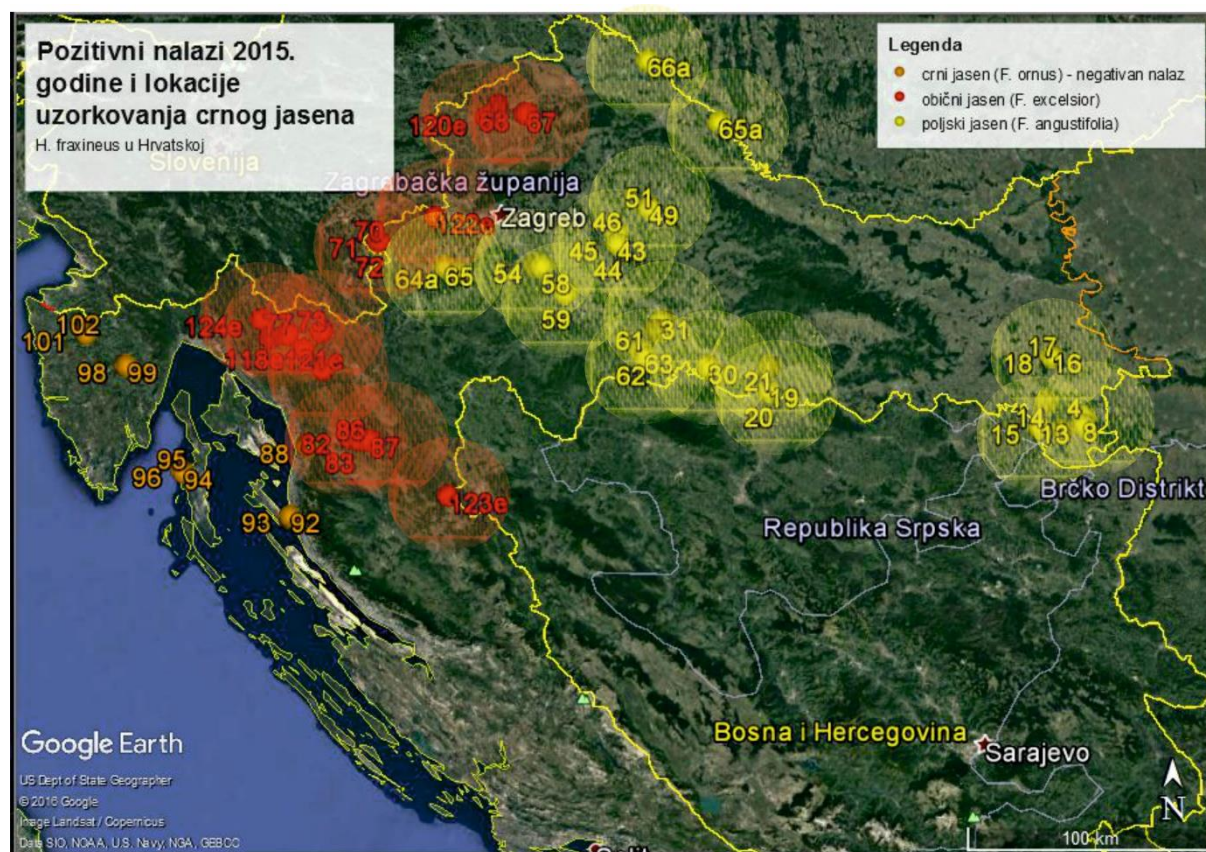 Pozitivni nalazi 2015.
godine i lokacije
uzorkovanja crnog jasena
H. fraxineus u Hrvatskoj
Legenda
crni jasen (F. ornus) - negativan nalaz
obični jasen (F. excelsior)
poljski jasen (F. angustifolia)
Slovenija
66a
120e 68 67
65a
Zagrebačka županija
51 49
Zagreb
122e
46
70
71
72
45 43
44
64a 65
54 58
59
124e
77 73
118e 121e
102
101
98 99
61 31
62 63
30
21
19
20
17
18 16
14 4
15 13 8
86
82 87
83
88
95
96 94
93 92
123e
Brčko Distrikt
Republika Srpska
Bosna i Hercegovina
Sarajevo
Google Earth
US Dept of State Geographer
© 2016 Google
Image Landsat / Copernicus
Data SIO, NOAA, U.S. Navy, NGA, GEBCO
N
100 km